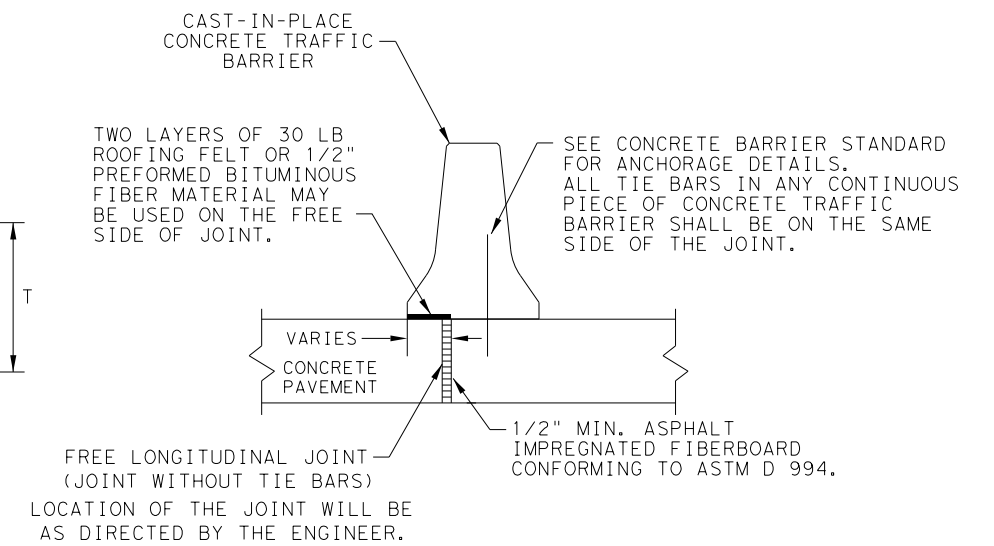 CAST-IN-PLACE
CONCRETE TRAFFIC
BARRIER
TWO LAYERS OF 30 LB
ROOFING FELT OR 1/2"
PREFORMED BITUMINOUS
FIBER MATERIAL MAY
BE USED ON THE FREE
SIDE OF JOINT.
SEE CONCRETE BARRIER STANDARD
FOR ANCHORAGE DETAILS.
ALL TIE BARS IN ANY CONTINUOUS
PIECE OF CONCRETE TRAFFIC
BARRIER SHALL BE ON THE SAME
SIDE OF THE JOINT.
T
VARIES
CONCRETE
PAVEMENT
1/2" MIN. ASPHALT
IMPREGNATED FIBERBOARD
CONFORMING TO ASTM D 994.
FREE LONGITUDINAL JOINT
(JOINT WITHOUT TIE BARS)
LOCATION OF THE JOINT WILL BE
AS DIRECTED BY THE ENGINEER.